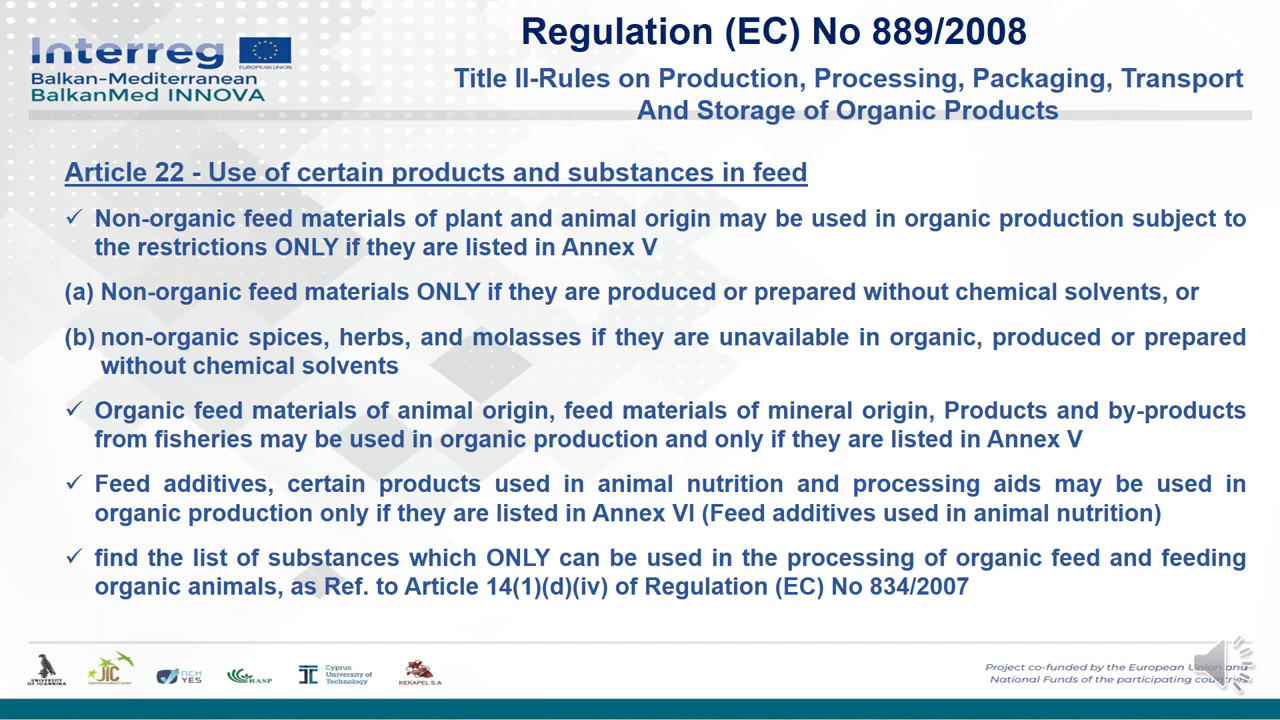 Regulation (EC) No 889/2008
Interreg
EUROPEAN UNION
Balkan-Mediterranean
BalkanMed INNOVA
Title II-Rules on Production, Processing, Packaging, Transport
And Storage of Organic Products
Article 22 - Use of certain products and substances in feed
✓ Non-organic feed materials of plant and animal origin may be used in organic production subject to
the restrictions ONLY if they are listed in Annex V
(a) Non-organic feed materials ONLY if they are produced or prepared without chemical solvents, or
(b) non-organic spices, herbs, and molasses if they are unavailable in organic, produced or prepared
without chemical solvents
✓ Organic feed materials of animal origin, feed materials of mineral origin, Products and by-products
from fisheries may be used in organic production and only if they are listed in Annex V
✓ Feed additives, certain products used in animal nutrition and processing aids may be used in
organic production only if they are listed in Annex VI (Feed additives used in animal nutrition)
✓ find the list of substances which ONLY can be used in the processing of organic feed and feeding
organic animals, as Ref. to Article 14(1)(d)(iv) of Regulation (EC) No 834/2007
UNIVERSITY
OF IOANNINA
JIC
YES
RASP
Cyprus
University of
Technology
KEKAPEL S.A
Project co-funded by the European Union and
National Funds of the participating countries